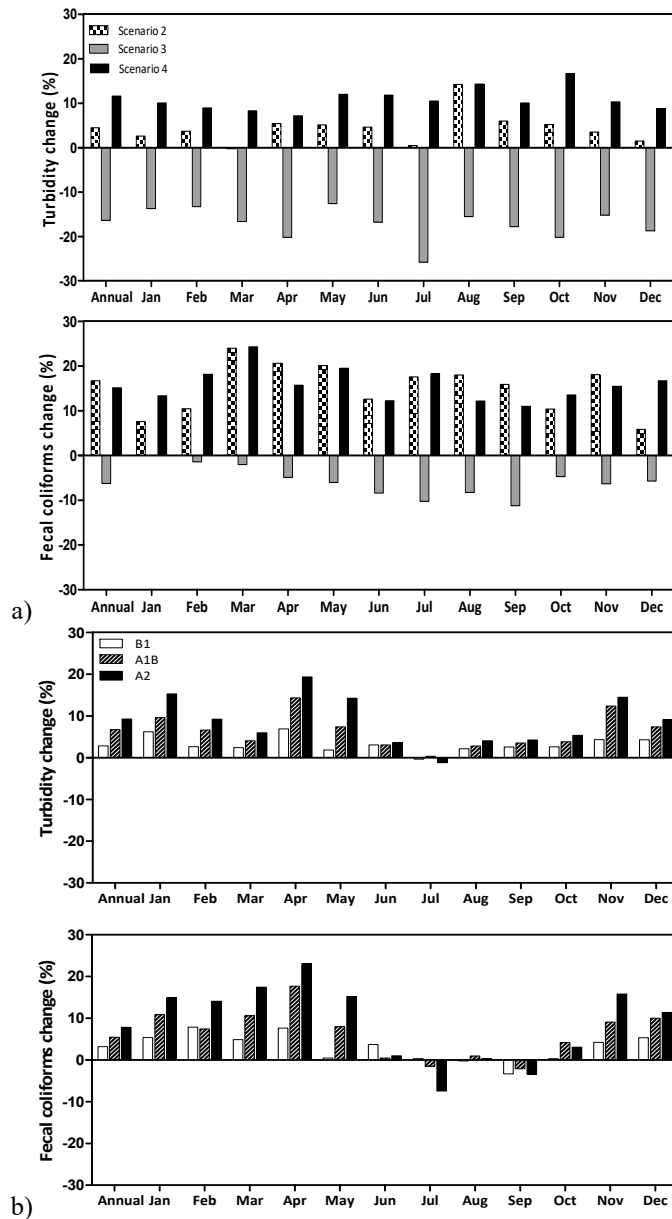 30
20
10
0
-10
-20
-30
Turbidity change (%)
Scenario 2
Scenario 3
Scenario 4
Annual Jan Feb Mar Apr May Jun Jul Aug Sep Oct Nov Dec
30
20
10
0
-10
-20
-30
Fecal coliforms change (%)
Annual Jan Feb Mar Apr May Jun Jul Aug Sep Oct Nov Dec
a)
30
20
10
0
-10
-20
-30
Turbidity change (%)
B1
A1B
A2
Annual Jan Feb Mar Apr May Jun Jul Aug Sep Oct Nov Dec
30
20
10
0
-10
-20
-30
Fecal coliforms change (%)
Annual Jan Feb Mar Apr May Jun Jul Aug Sep Oct Nov Dec
b)